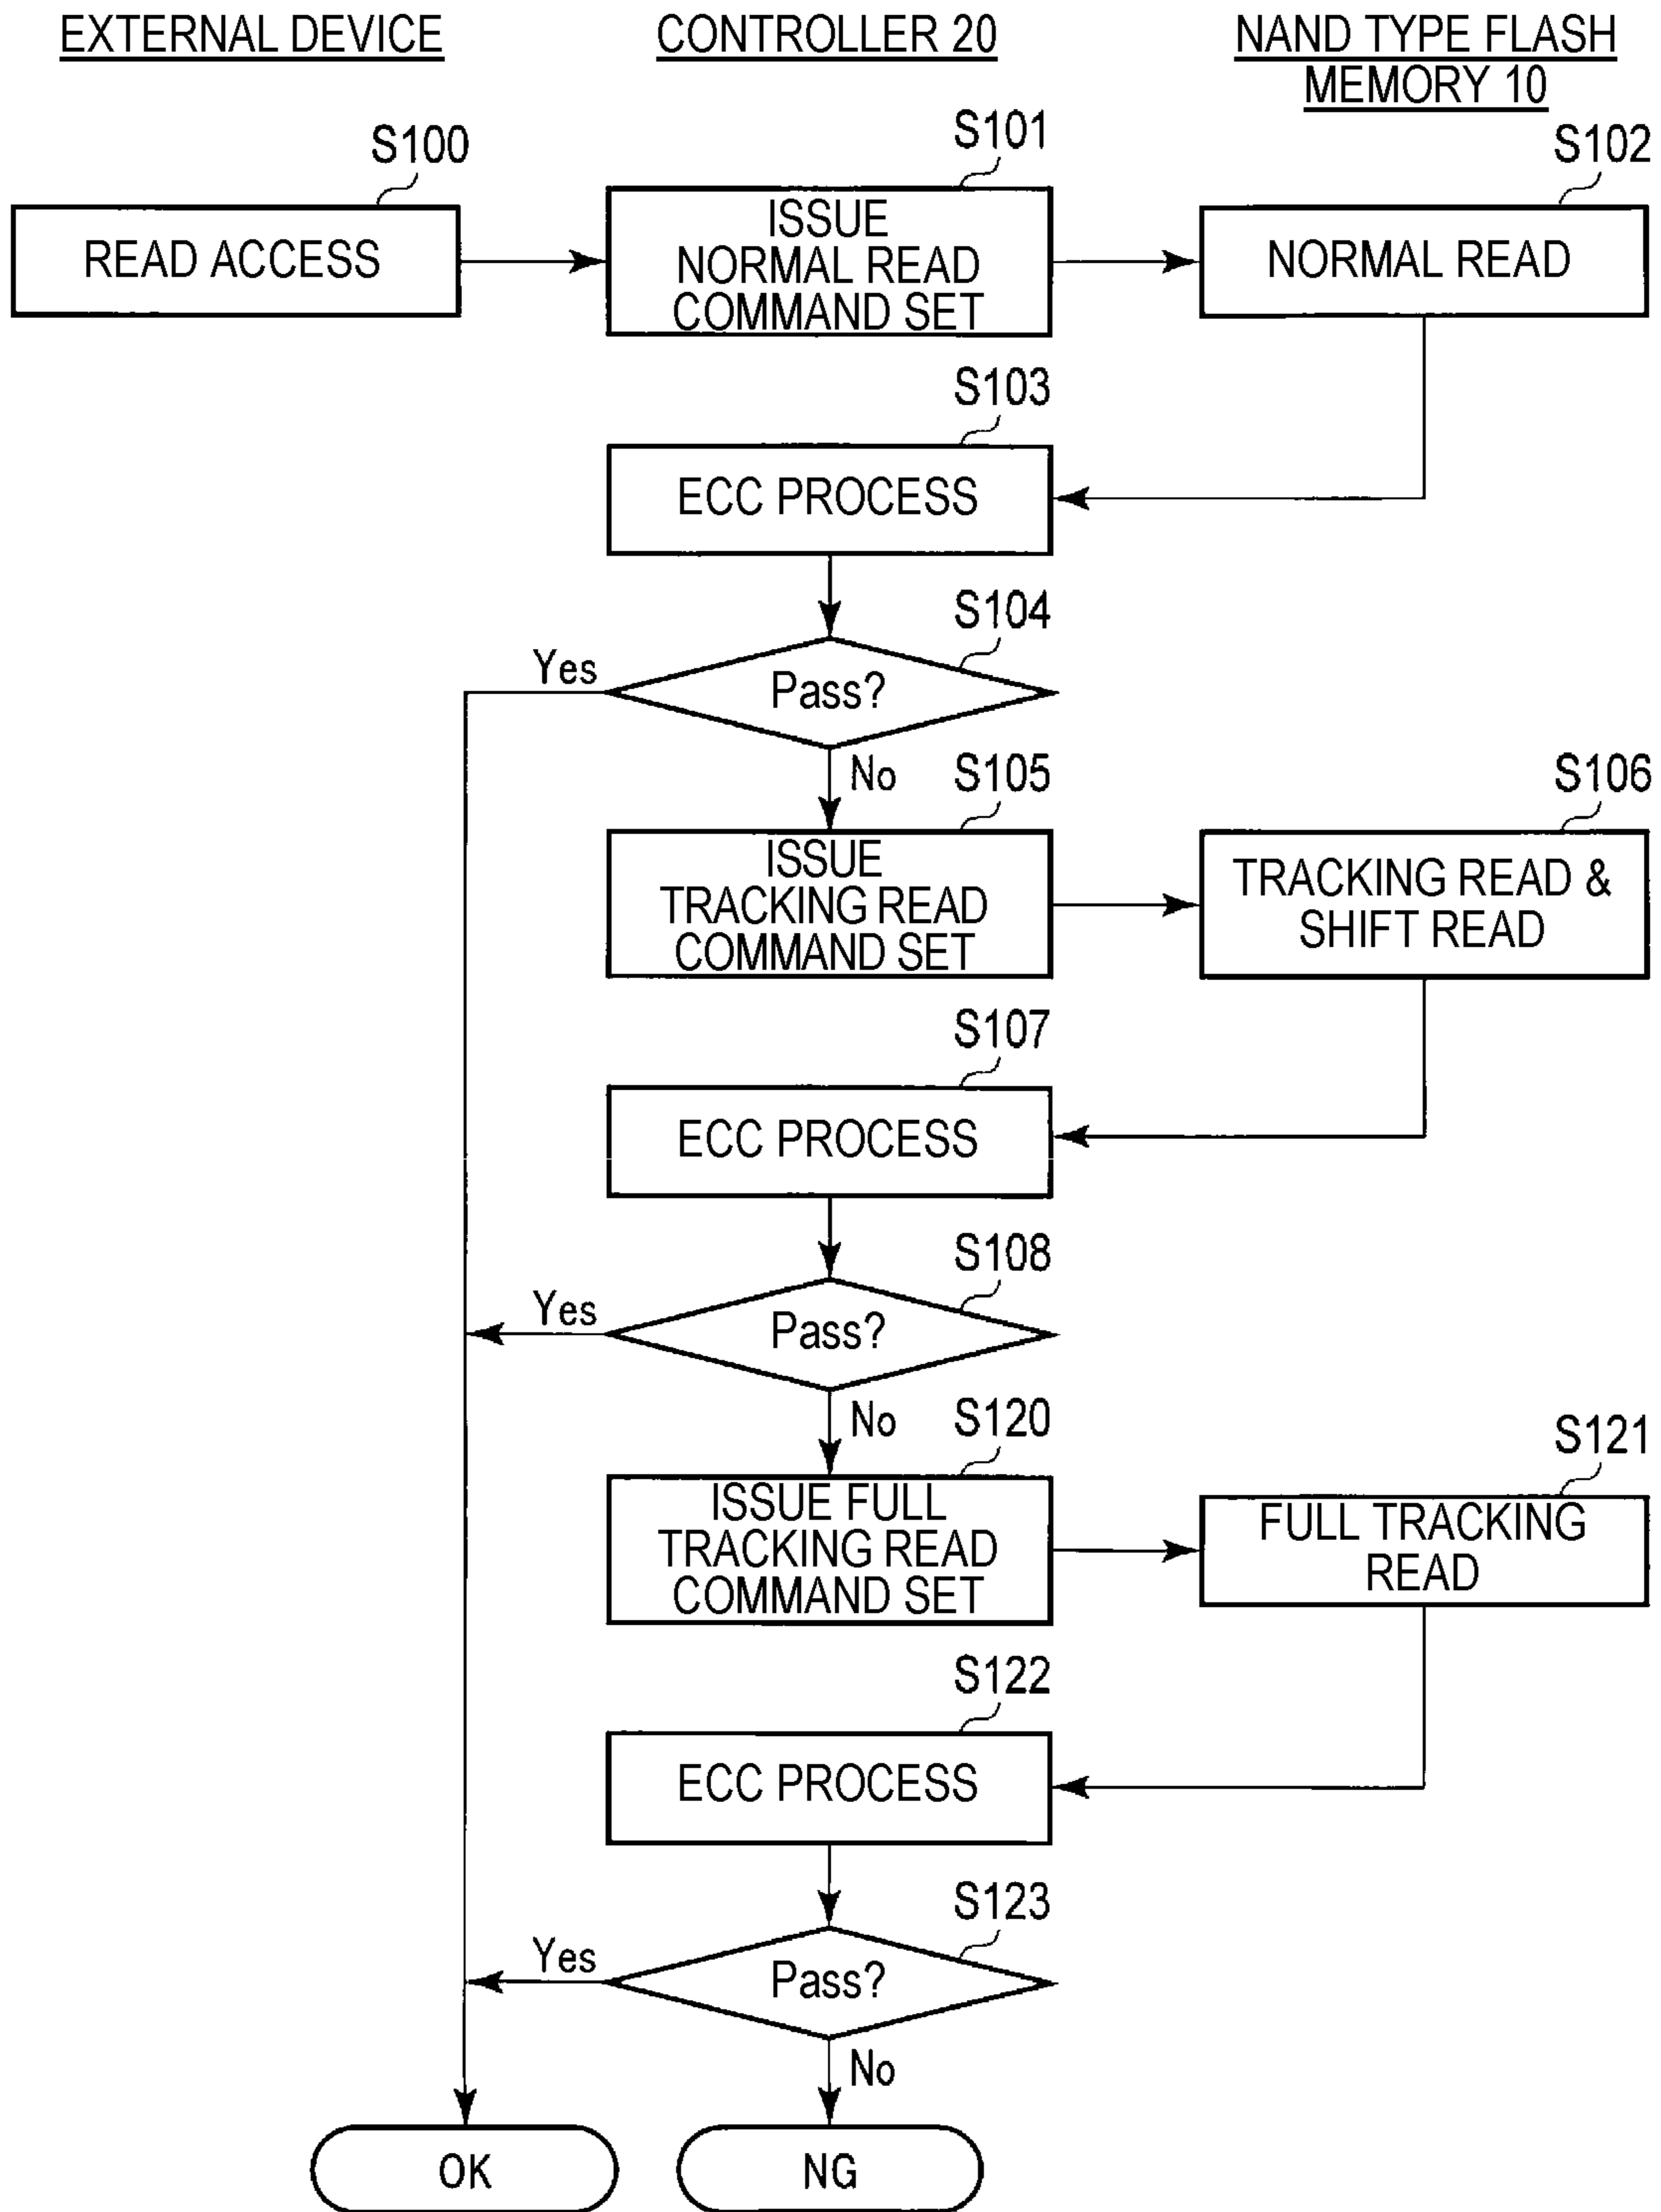 EXTERNAL DEVICE
CONTROLLER 20
NAND TYPE FLASH
MEMORY 10
S100
S101
S102
READ ACCESS
ISSUE
NORMAL READ
COMMAND SET
NORMAL READ
S103
ECC PROCESS
S104
Yes
Pass?
No
S105
S106
ISSUE
TRACKING READ
COMMAND SET
TRACKING READ &
SHIFT READ
S107
ECC PROCESS
S108
Yes
Pass?
No
S120
S121
ISSUE FULL
TRACKING READ
COMMAND SET
FULL TRACKING
READ
S122
ECC PROCESS
S123
Yes
Pass?
No
OK
NG